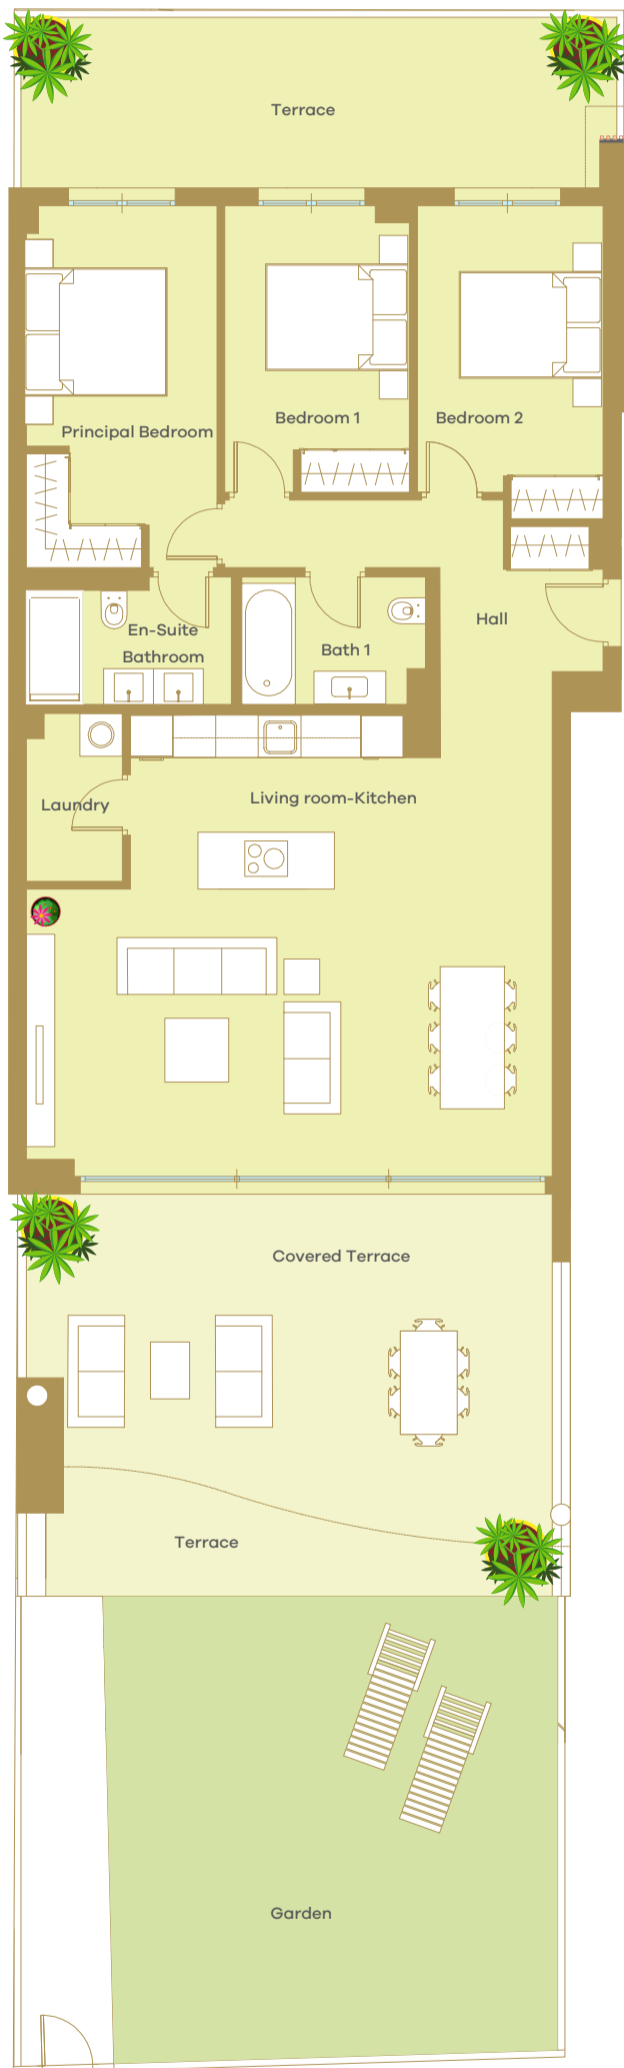 Terrace
Principal Bedroom
Bedroom 1
Bedroom 2
En-Suite
Bathroom
Bath 1
Hall
Laundry
Living room-Kitchen
Covered Terrace
Terrace
Garden